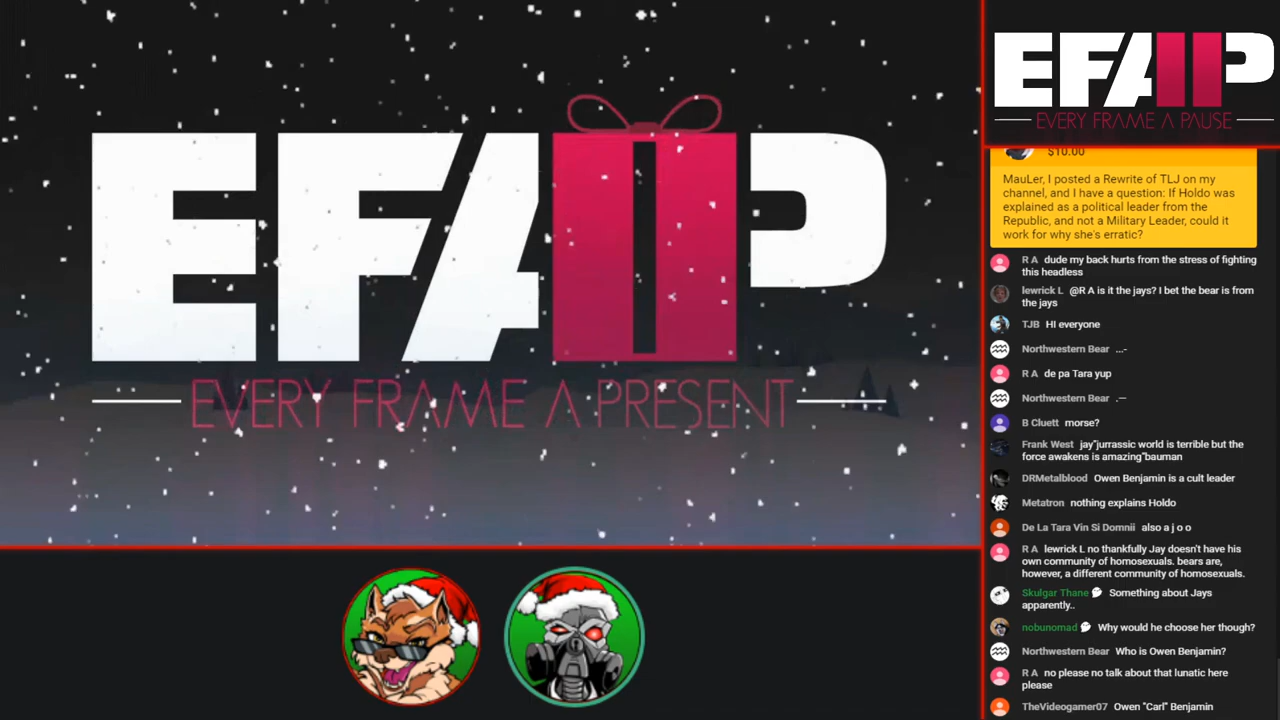 EFAP
EVERY FRAME A PRESENT
EFAP
EVERY FRAME A PAUSE
$10.00
MauLer, I posted a Rewrite of TLJ on my
channel, and I have a question: If Holdo was
explained as a political leader from the
Republic, and not a Military Leader, could it
work for why she's erratic?
R A dude my back hurts from the stress of fighting
this headless
lewrick L @R A is it the jays? I bet the bear is from
the jays
TJB HI everyone
Northwestern Bear ...-
R A de pa Tara yup
Northwestern Bear .—
B Cluett morse?
Frank West jay"jurrassic world is terrible but the
force awakens is amazing"bauman
DRMetalblood Owen Benjamin is a cult leader
Metatron nothing explains Holdo
De La Tara Vin Si Domnii also a j o o
R A lewrick L no thankfully Jay doesn't have his
own community of homosexuals. bears are,
however, a different community of homosexuals.
Skulgar Thane Something about Jays
apparently..
nobunomad Why would he choose her though?
Northwestern Bear Who is Owen Benjamin?
R A no please no talk about that lunatic here
please
TheVideogamer07 Owen "Carl" Benjamin